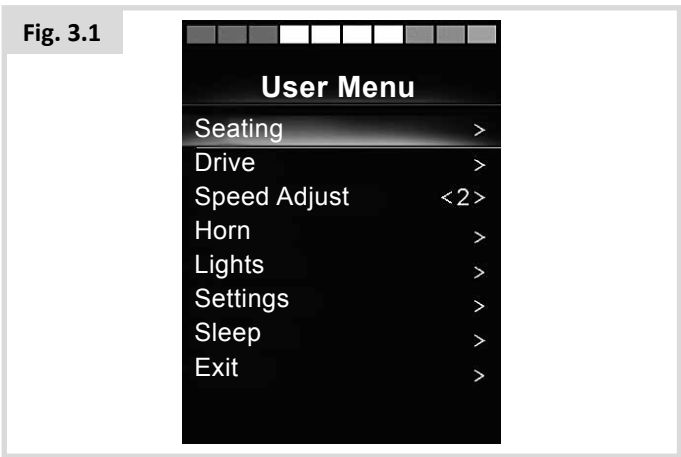 Fig. 3.1
User Menu
Seating >
Drive >
Speed Adjust <2>
Horn >
Lights >
Settings >
Sleep >
Exit >